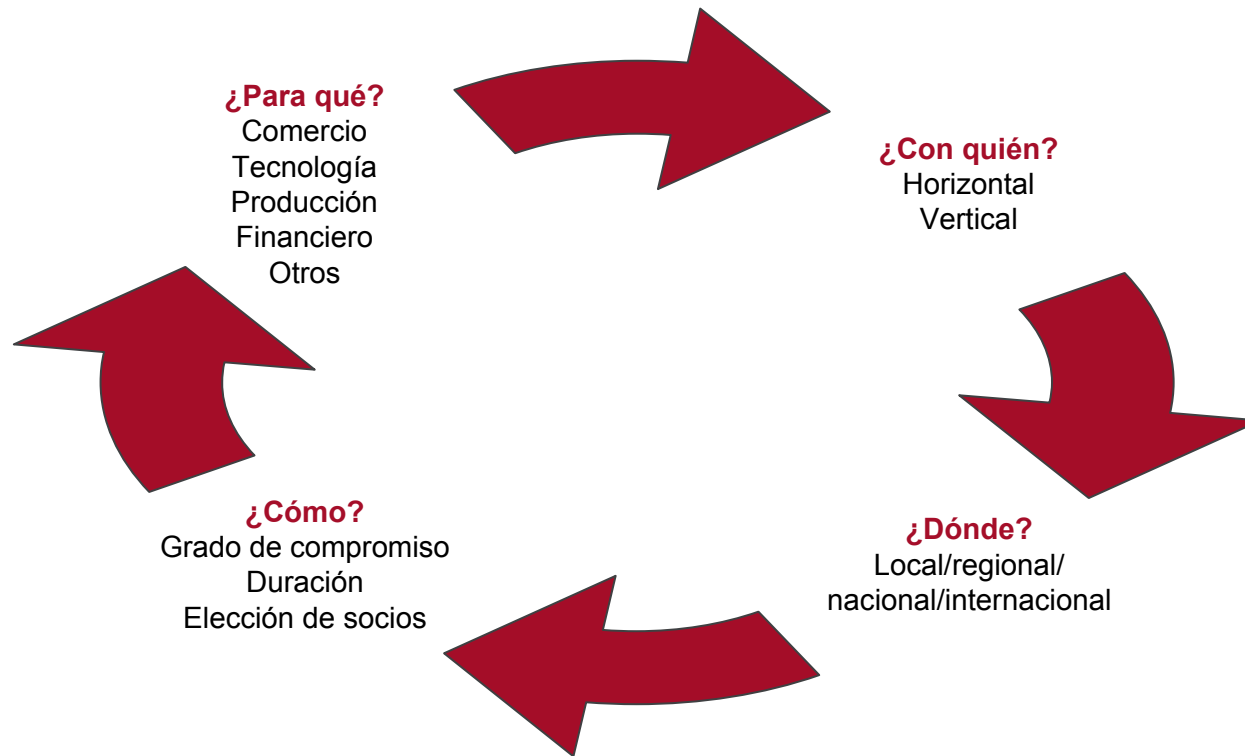 ¿Para qué?
Comercio
Tecnología
Producción
Financiero
Otros
¿Con quién?
Horizontal
Vertical
¿Dónde?
Local/regional/
nacional/internacional
¿Cómo?
Grado de compromiso
Duración
Elección de socios